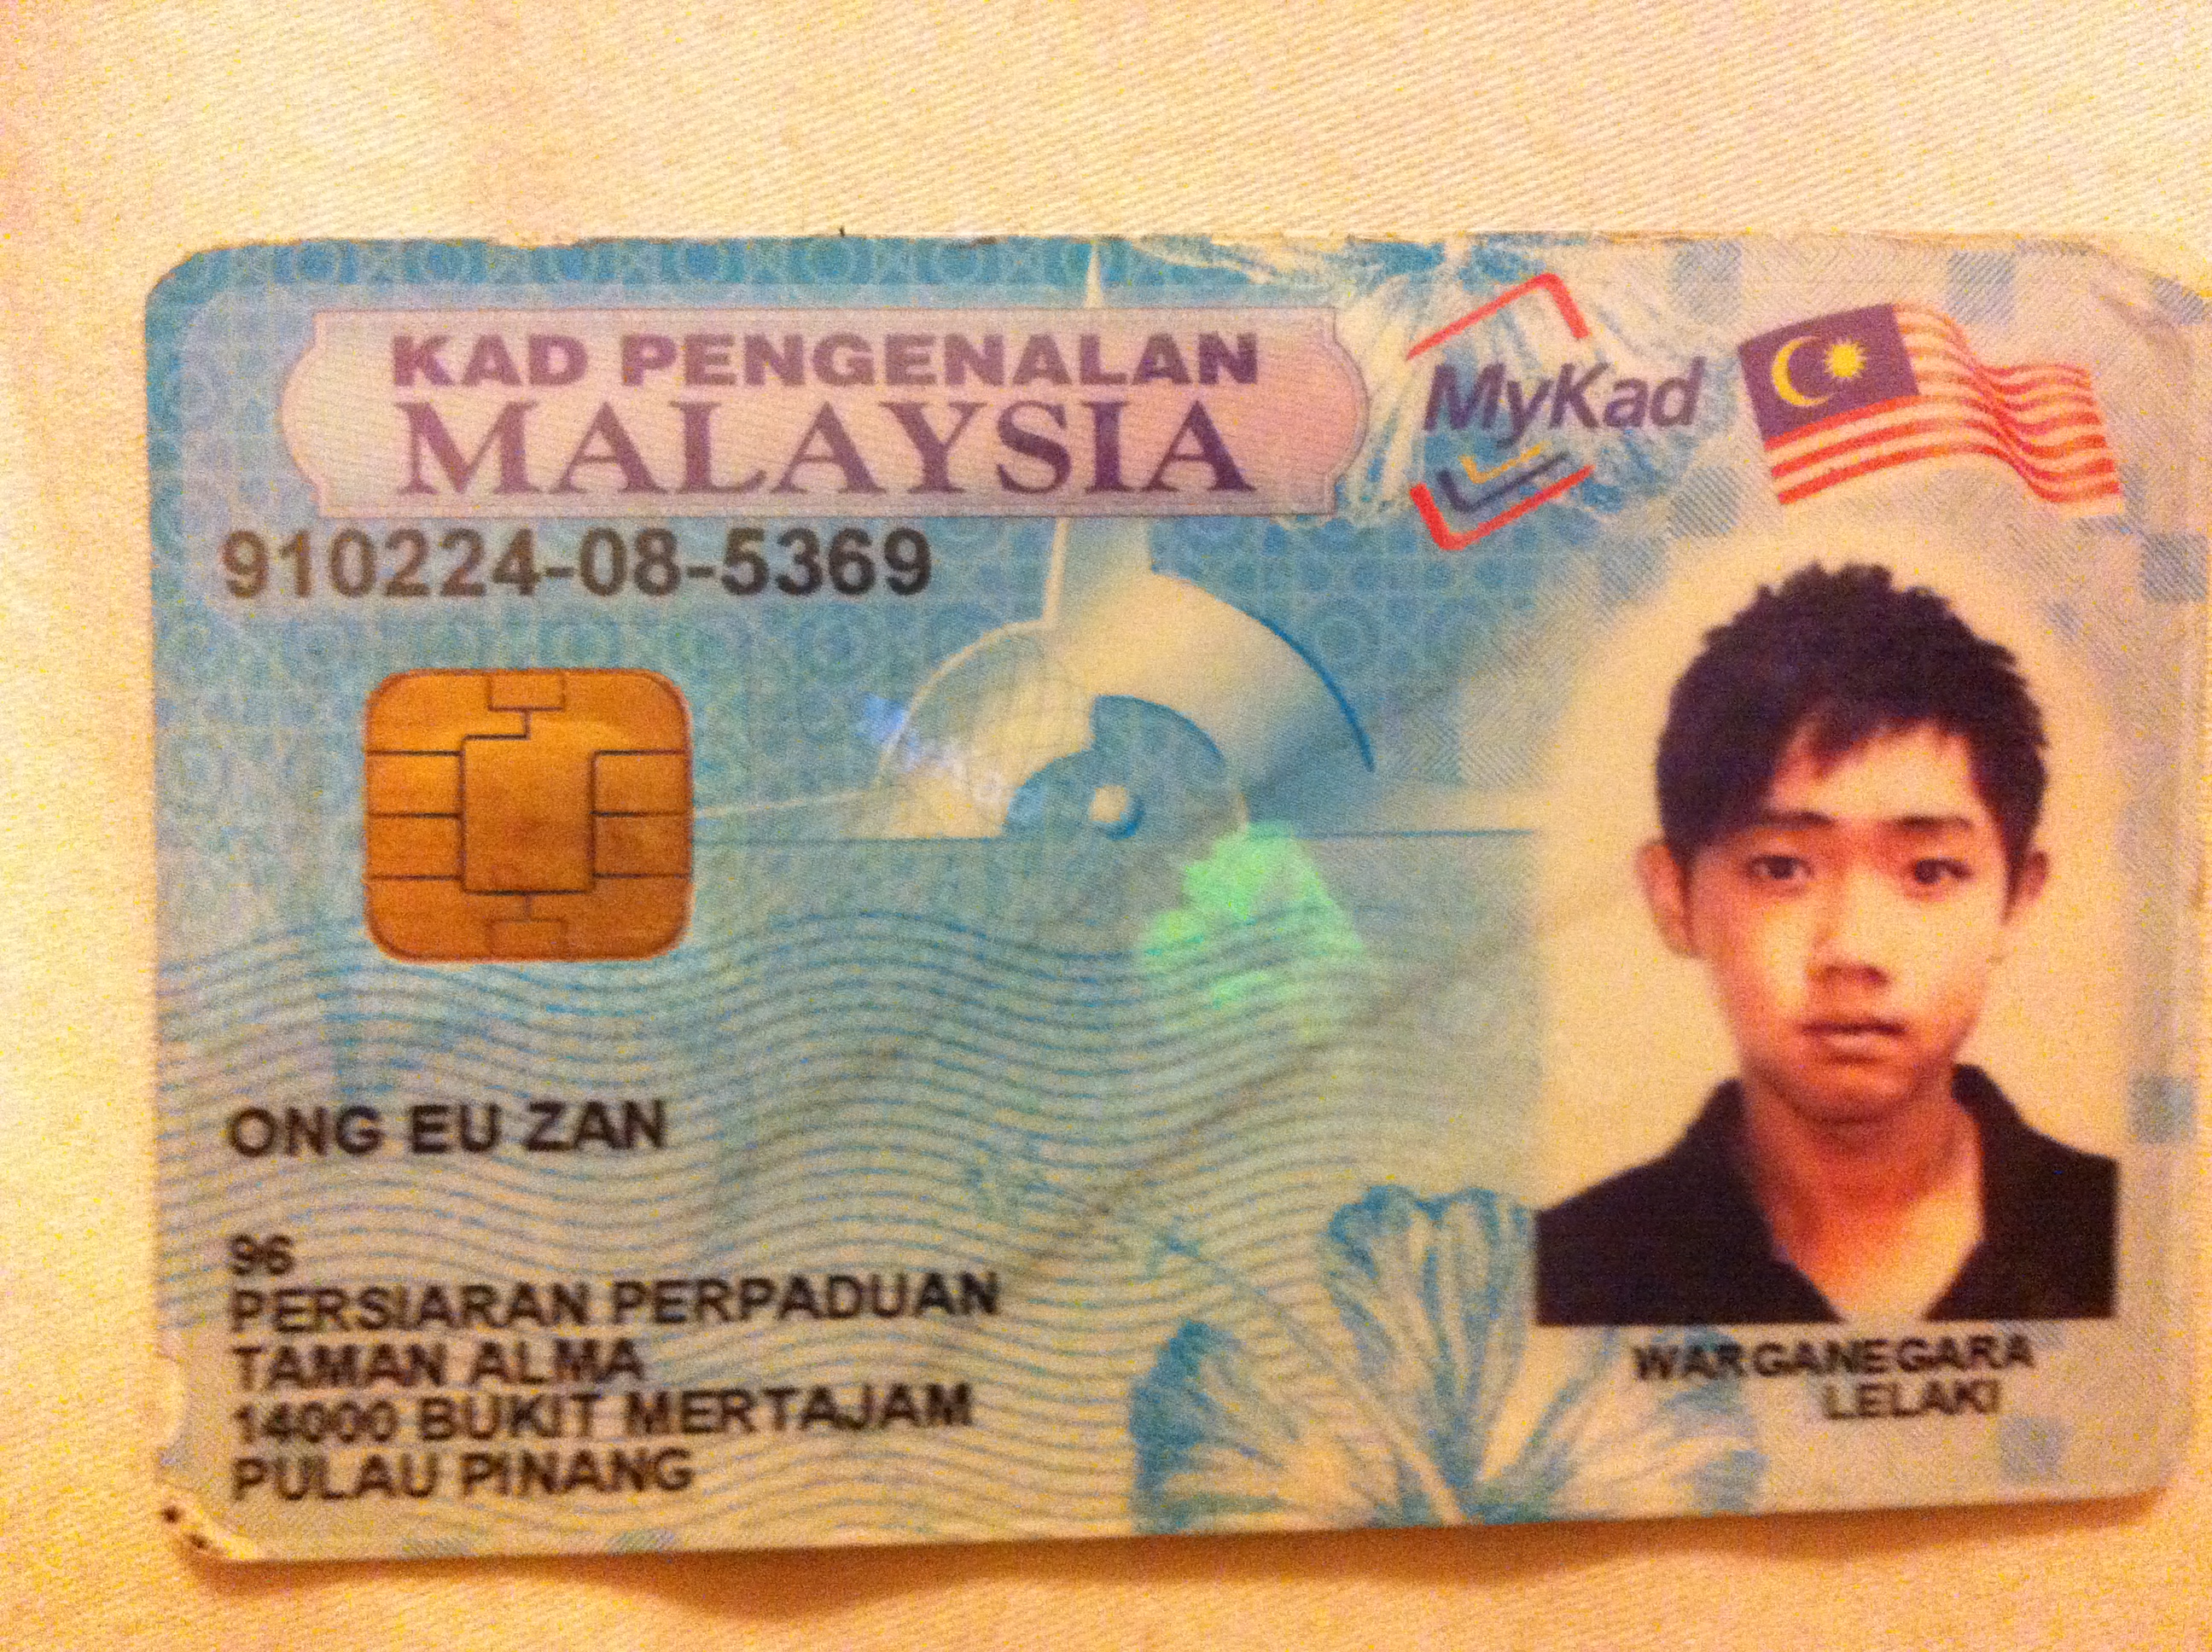 KAD PENGENALAN
MALAYSIA
MyKad
910224-08-5369
ONG EU ZAN
96
PERSIARAN PERPADUAN
TAMAN ALMA
14000 BUKIT MERTAJAM
PULAU PINANG
WARGANEGARA
LELAKI